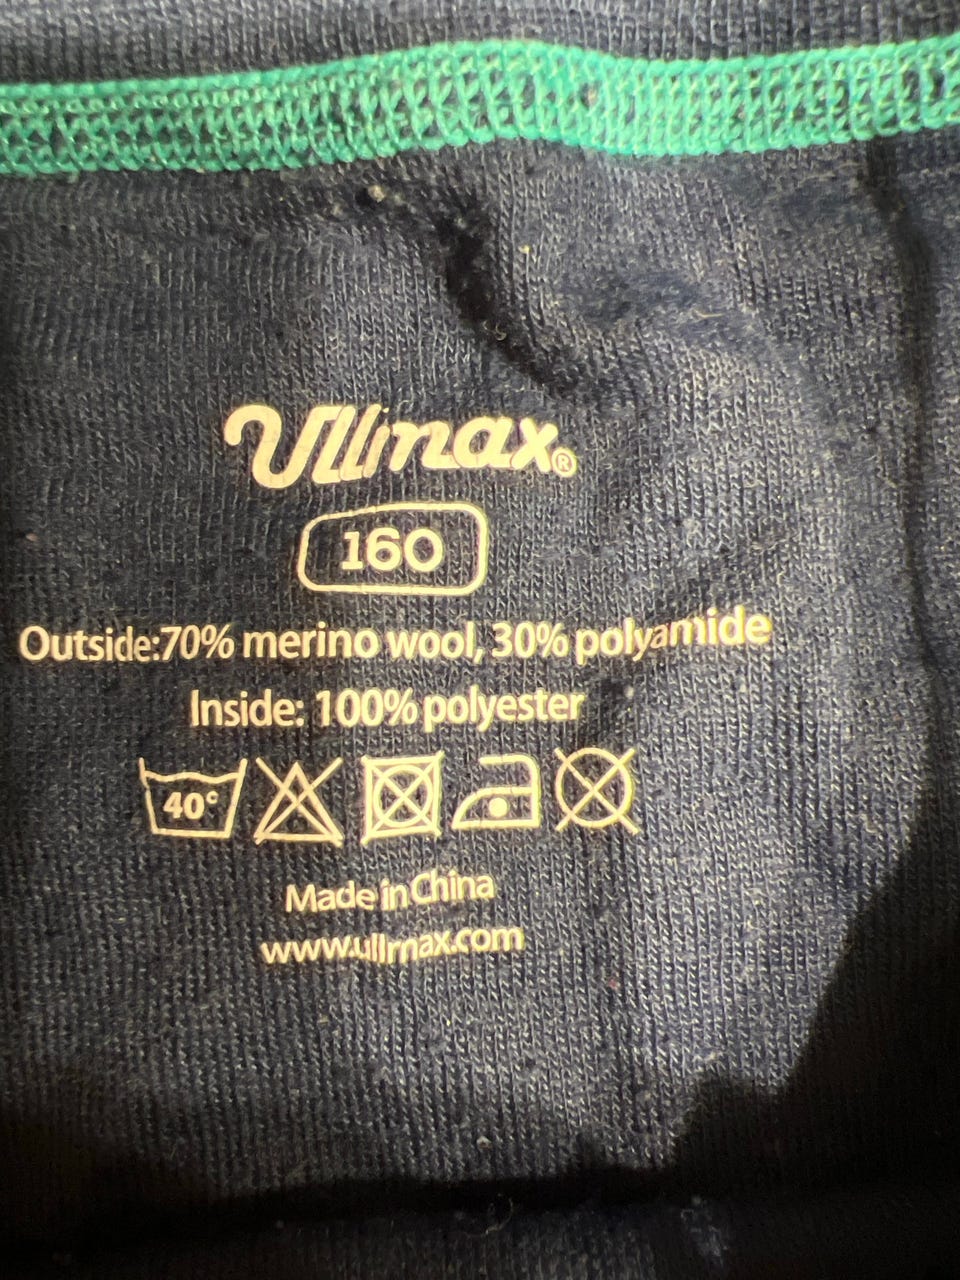 Ullmax®
160
Outside:70% merino wool, 30% polyamide
Inside: 100% polyester
40°
Made in China
www.ullmax.com